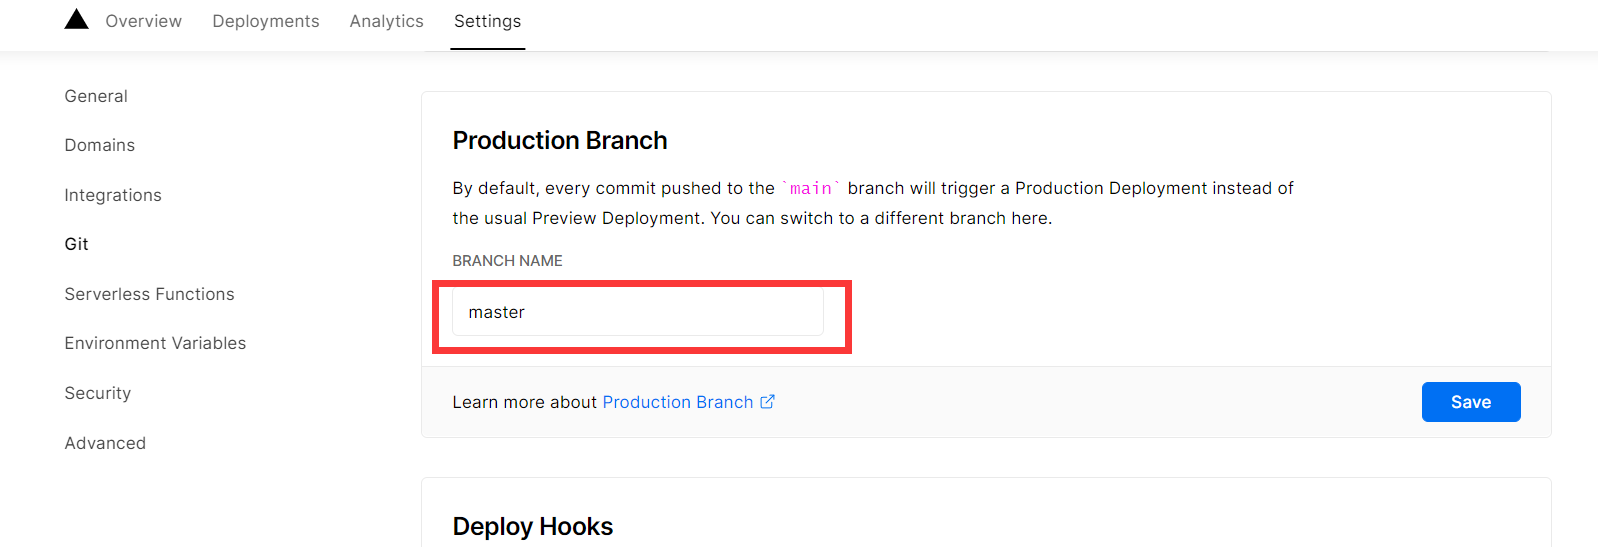 Overview Deployments Analytics Settings
General
Domains
Integrations
Git
Serverless Functions
Environment Variables
Security
Advanced
Production Branch
By default, every commit pushed to the `main` branch will trigger a Production Deployment instead of
the usual Preview Deployment. You can switch to a different branch here.
BRANCH NAME
master
Learn more about Production Branch
Save
Deploy Hooks